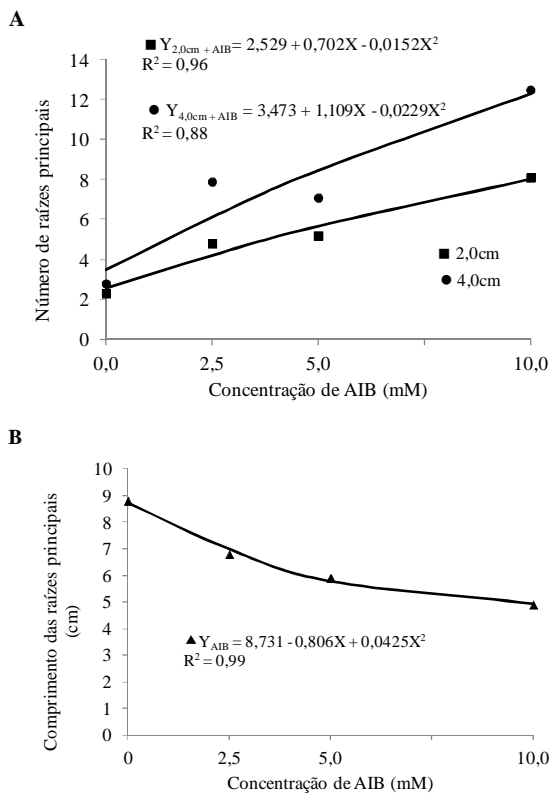 A
■ Y2,0cm + AIB = 2,529 + 0,702X - 0,0152X²
R² = 0,96
● Y4,0cm + AIB = 3,473 + 1,109X - 0,0229X²
R² = 0,88
14
12
10
8
6
4
2
0
Número de raízes principais
■ 2,0cm
● 4,0cm
0,0 2,5 5,0 10,0
Concentração de AIB (mM)
B
10
9
8
7
6
5
4
3
2
1
0
Comprimento das raízes principais
(cm)
▲ YAIB = 8,731 - 0,806X + 0,0425X²
R² = 0,99
0 2,5 5,0 10,0
Concentração de AIB (mM)